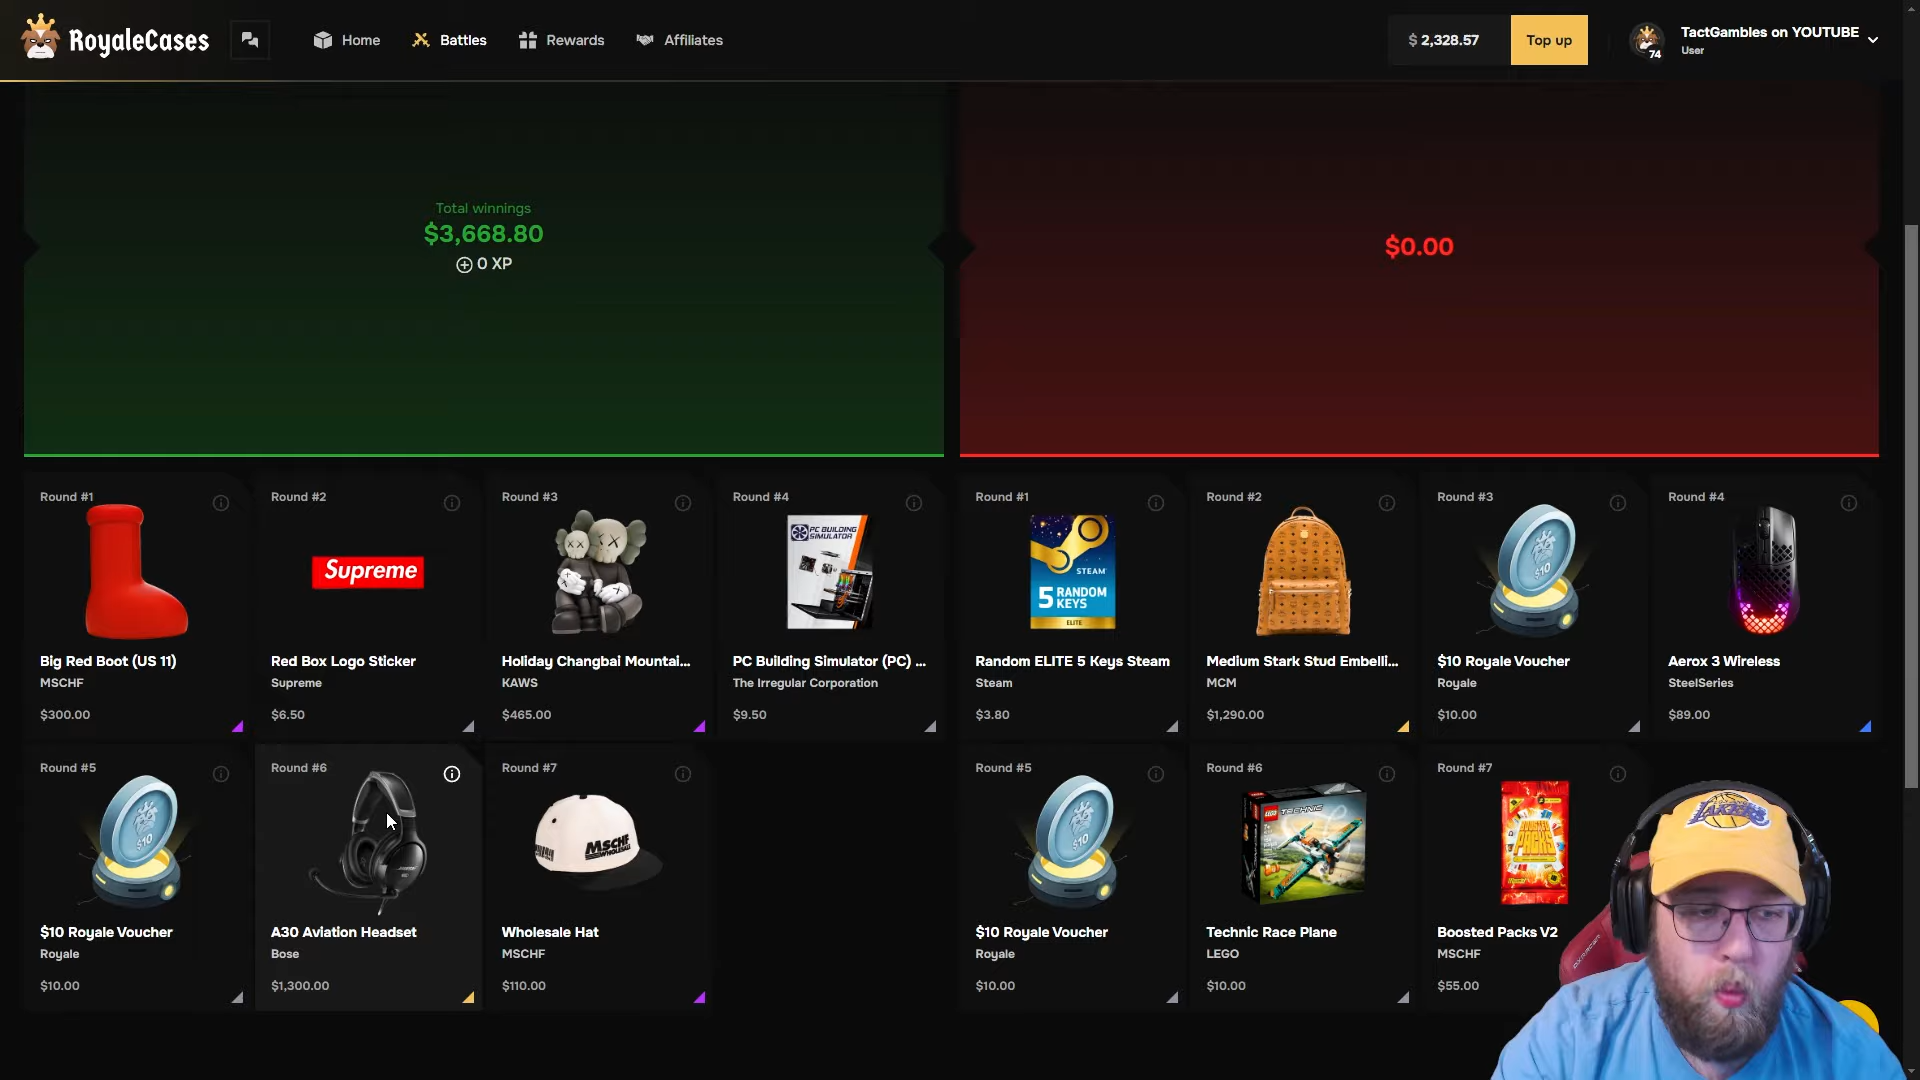 RoyaleCases
Home
Battles
Rewards
Affiliates
$ 2,328.57
Top up
74
TactGambles on YOUTUBE
User
Total winnings
$3,668.80
0 XP
$0.00
Round #1
Big Red Boot (US 11)
MSCHF
$300.00
Round #2
Supreme
Red Box Logo Sticker
Supreme
$6.50
Round #3
Holiday Changbai Mountai...
KAWS
$465.00
Round #4
PC BUILDING
SIMULATOR
PC Building Simulator (PC) ...
The Irregular Corporation
$9.50
Round #1
STEAM
5 RANDOM
KEYS
ELITE
Random ELITE 5 Keys Steam
Steam
$3.80
Round #2
Medium Stark Stud Embelli...
MCM
$1,290.00
Round #3
$10
$10 Royale Voucher
Royale
$10.00
Round #4
Aerox 3 Wireless
SteelSeries
$89.00
Round #5
$10
$10 Royale Voucher
Royale
$10.00
Round #6
A30 Aviation Headset
Bose
$1,300.00
Round #7
MSCHF
WHOLESALE
Wholesale Hat
MSCHF
$110.00
Round #5
$10
$10 Royale Voucher
Royale
$10.00
Round #6
LEGO
TECHNIC
Technic Race Plane
LEGO
$10.00
Round #7
BOOSTED
PACKS
Boosted Packs V2
MSCHF
$55.00
LAKERS